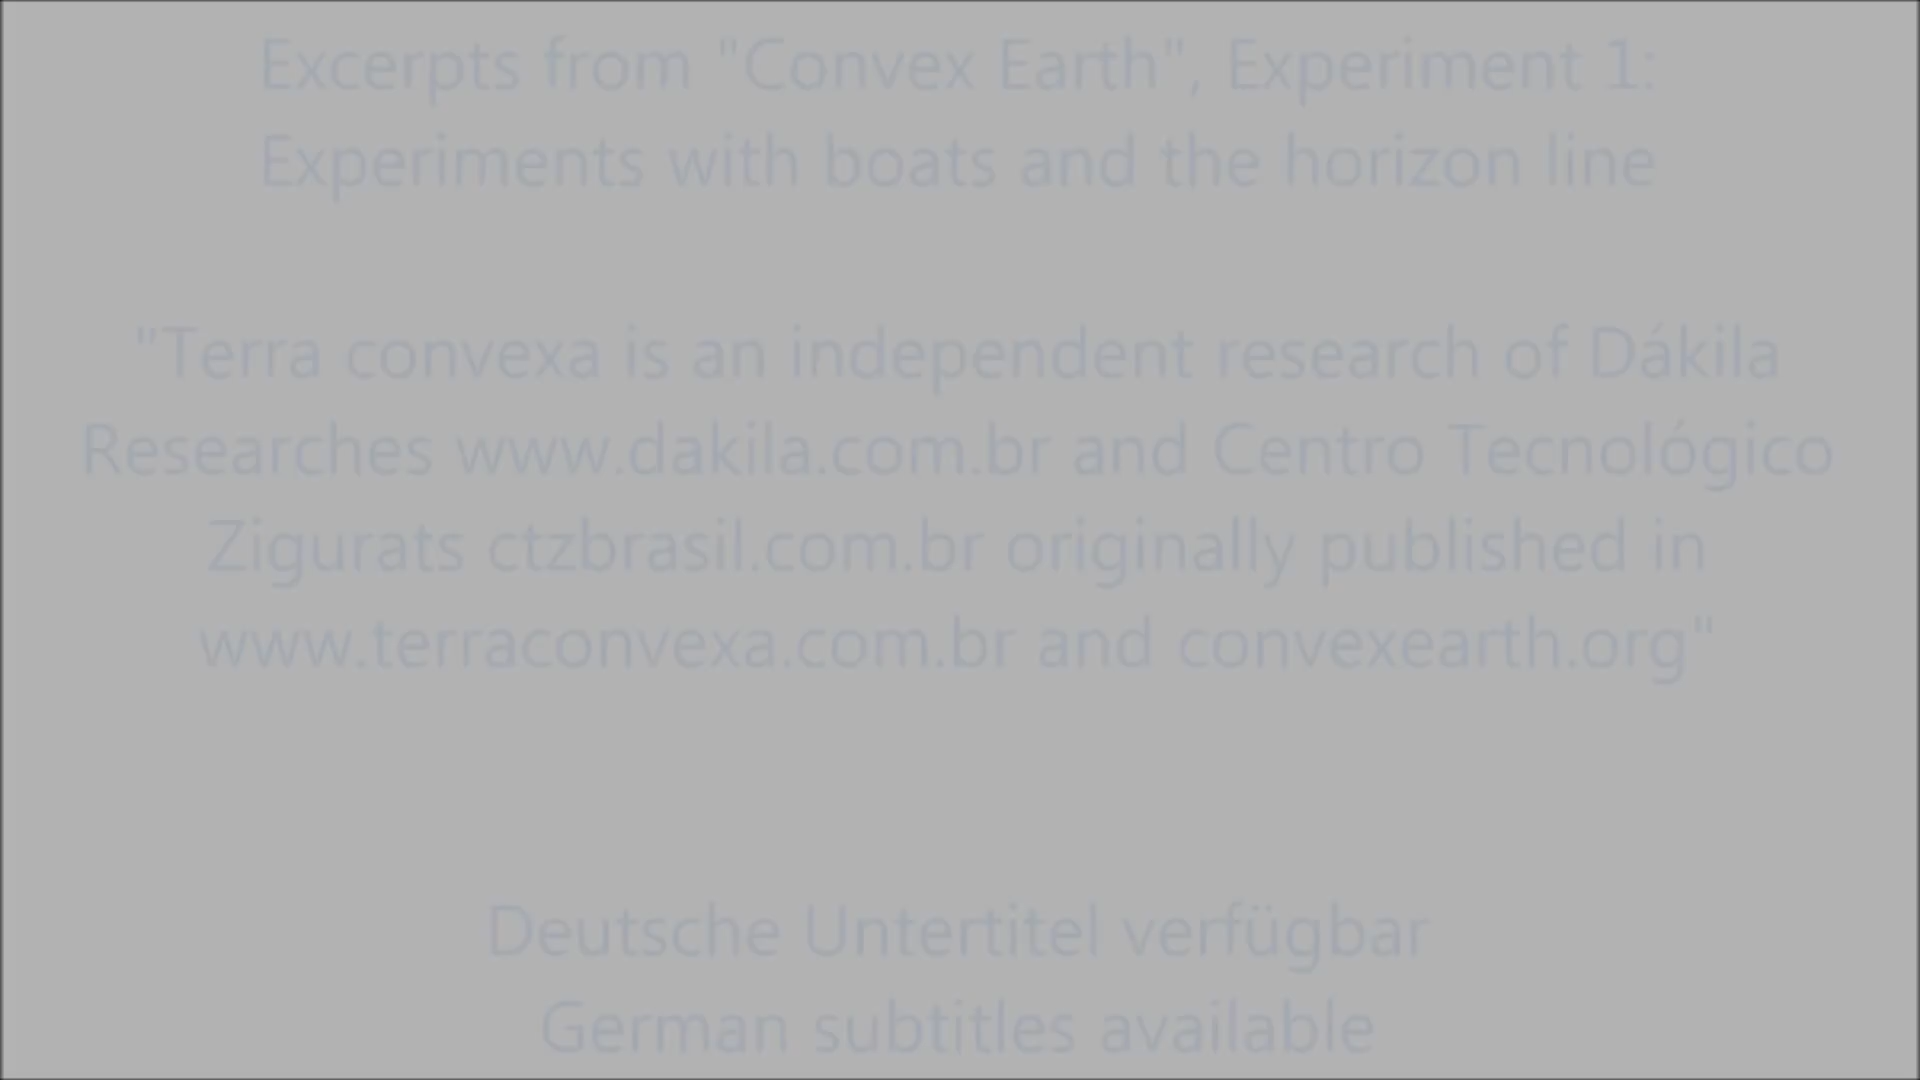 Excerpts from "Convex Earth", Experiment 1:
Experiments with boats and the horizon line
"Terra convexa is an independent research of Dákila
Researches www.dakila.com.br and Centro Tecnológico
Zigurats ctzbrasil.com.br originally published in
www.terraconvexa.com.br and convexearth.org"
Deutsche Untertitel verfügbar
German subtitles available